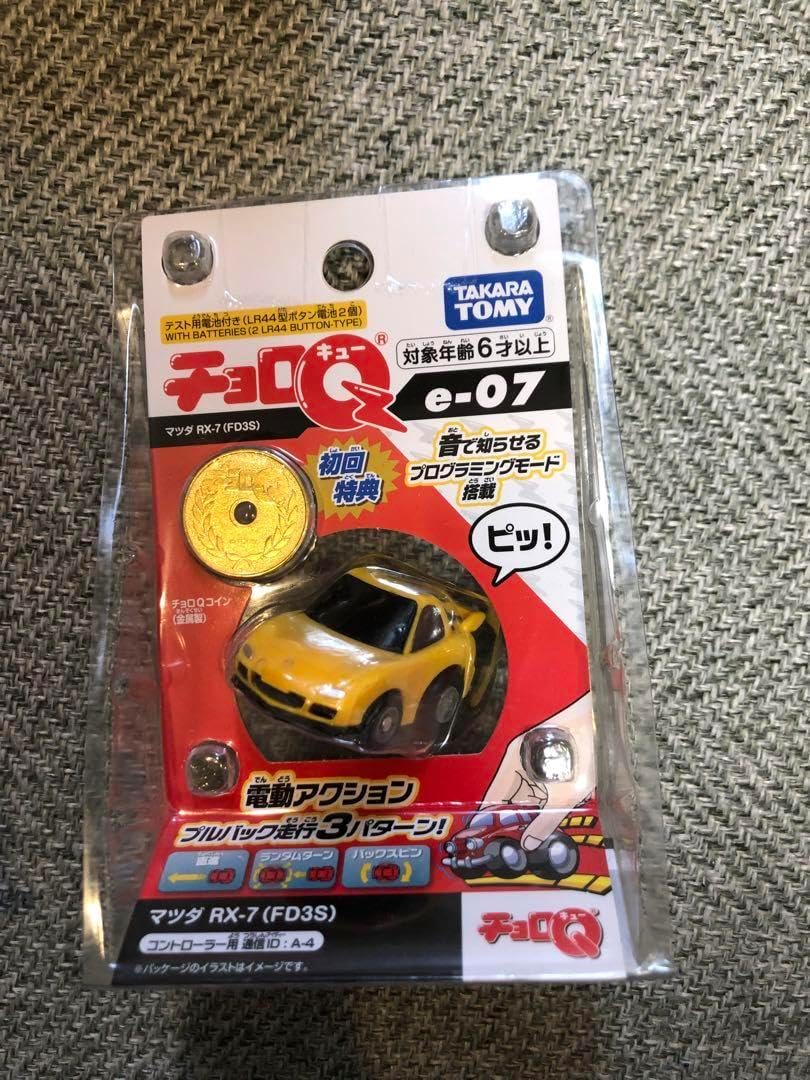 TAKARA
TOMY
テスト用電池付き(LR44型ボタン電池2個)
WITH BATTERIES (2 LR44 BUTTON-TYPE)
対象年齢6才以上
チョロQ®
キュー
e-07
マツダ RX-7 (FD3S)
初回
特典
音で知らせる
プログラミングモード
搭載
ピッ!
チョロQコイン
(金属製)
電動アクション
プルバック走行3パターン!
ランダムターン
バックスピン
マツダ RX-7 (FD3S)
コントローラー用 通信ID:A-4
※パッケージのイラストはイメージです。
チョロQ
キュー